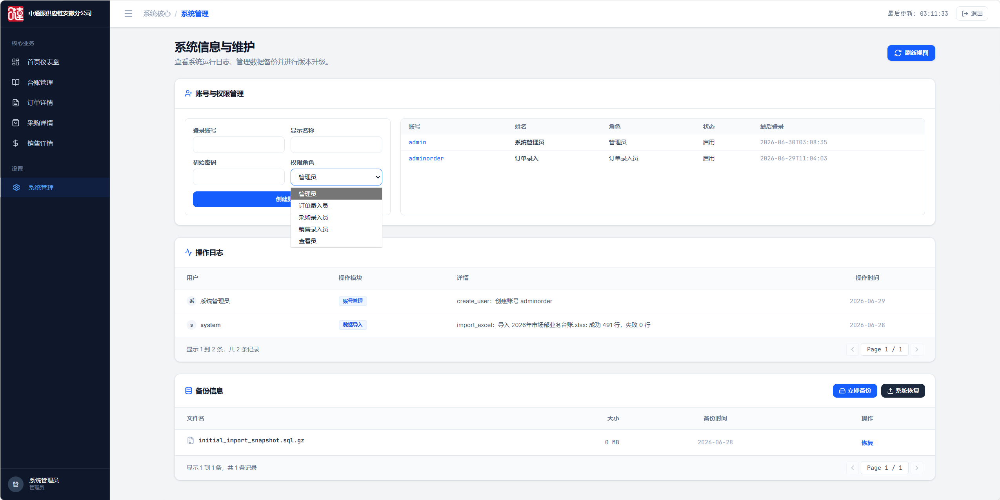 中通服供应链安徽分公司
系统核心 / 系统管理
最后更新: 03:11:33
退出
核心业务
首页仪表盘
台账管理
订单详情
采购详情
销售详情
设置
系统管理
系统管理员
管
管理员
系统信息与维护
查看系统运行日志、管理数据备份并进行版本升级。
刷新视图
账号与权限管理
登录账号 显示名称
初始密码 权限角色
管理员
创建
管理员
订单录入员
采购录入员
销售录入员
查看员
账号 姓名 角色 状态 最后登录
admin 系统管理员 管理员 启用 2026-06-30T03:08:35
adminorder 订单录入 订单录入员 启用 2026-06-29T11:04:03
操作日志
用户 操作模块 详情 操作时间
系 系统管理员 账号管理 create_user：创建账号 adminorder 2026-06-29
s system 数据导入 import_excel：导入 2026年市场部业务台账.xlsx: 成功 491 行，失败 0 行 2026-06-28
显示 1 到 2 条，共 2 条记录
Page 1 / 1
备份信息
立即备份
系统恢复
文件名 大小 备份时间 操作
initial_import_snapshot.sql.gz 0 MB 2026-06-28 恢复
显示 1 到 1 条，共 1 条记录
Page 1 / 1